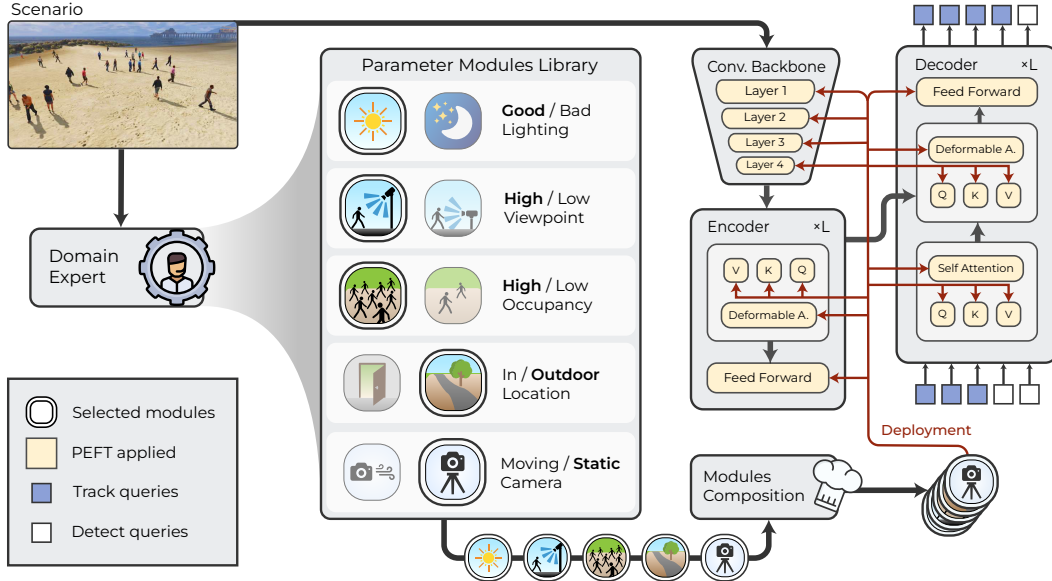 Scenario
Domain
Expert
Selected modules
PEFT applied
Track queries
Detect queries
Parameter Modules Library
Good / Bad
Lighting
High / Low
Viewpoint
High / Low
Occupancy
In / Outdoor
Location
Moving / Static
Camera
Conv. Backbone
Layer 1
Layer 2
Layer 3
Layer 4
Encoder ×L
V K Q
Deformable A.
Feed Forward
Decoder ×L
Feed Forward
Deformable A.
Q K V
Self Attention
Q K V
Deployment
Modules
Composition